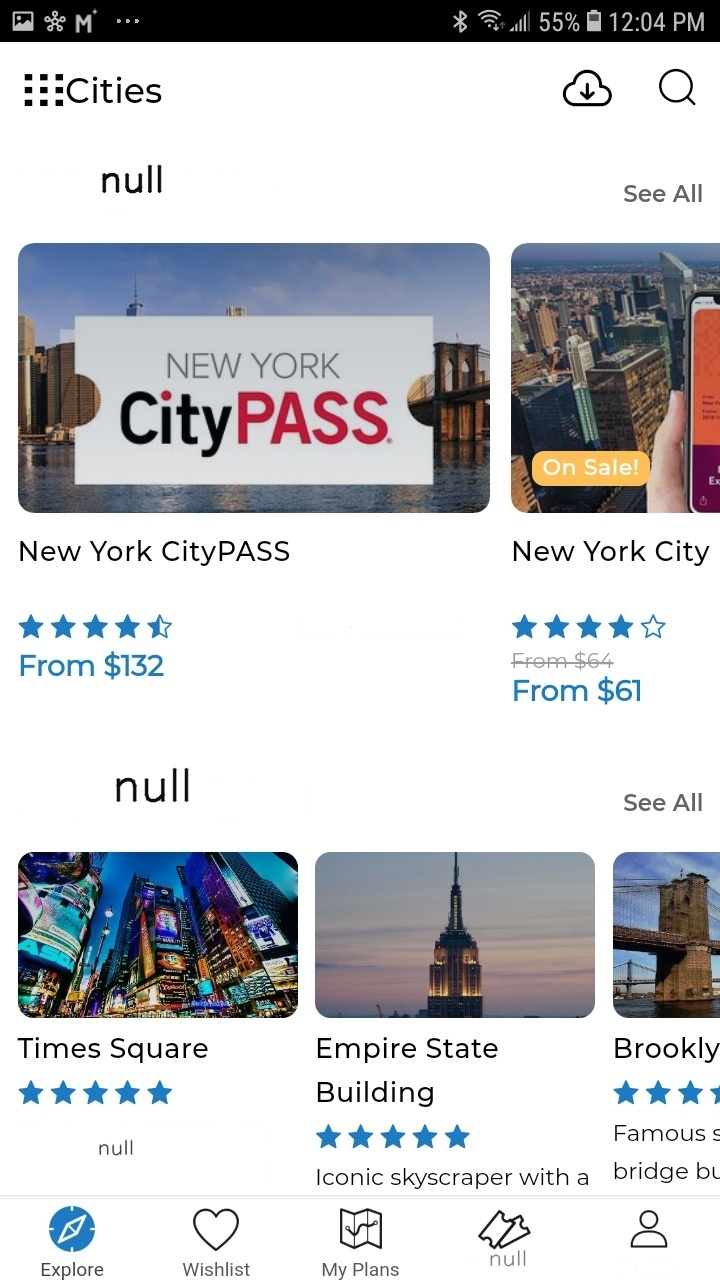 55% 12:04 PM
Cities
null
See All
NEW YORK
CityPASS
On Sale!
New York CityPASS
New York City
From $132
From $64
From $61
null
See All
Times Square
Empire State
Building
Brookly
null
Famous s
bridge bu
Iconic skyscraper with a
Explore
Wishlist
My Plans
null